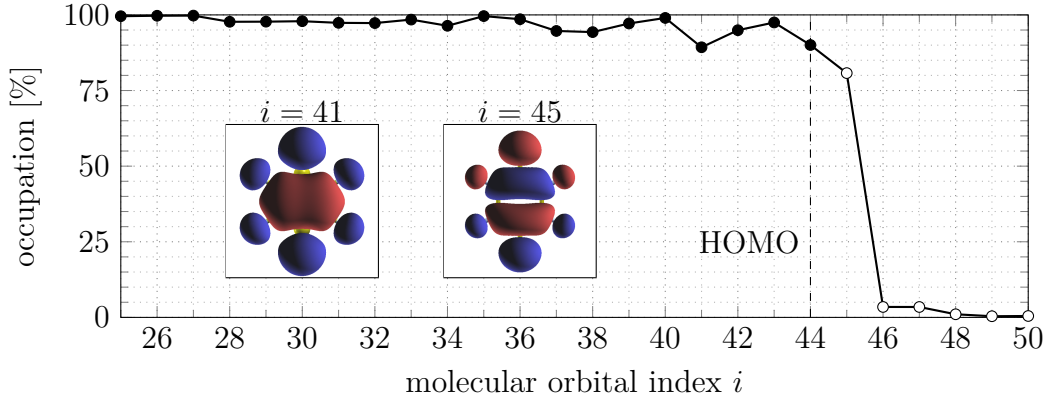 100
75
50
25
0
occupation [%]
i = 41
i = 45
HOMO
26 28 30 32 34 36 38 40 42 44 46 48 50
molecular orbital index i